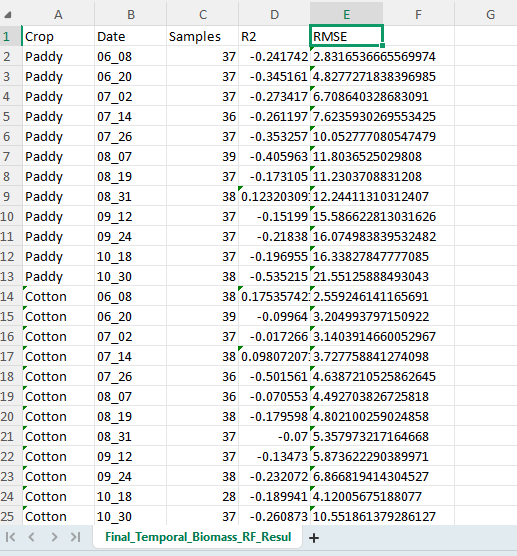 A B C D E F G
1 Crop Date Samples R2 RMSE
2 Paddy 06_08 37 -0.241742 2.8316536665569974
3 Paddy 06_20 37 -0.345161 4.8277271838396985
4 Paddy 07_02 37 -0.273417 6.708640328683091
5 Paddy 07_14 36 -0.261197 7.6235930269553425
6 Paddy 07_26 37 -0.353257 10.052777080547479
7 Paddy 08_07 39 -0.405963 11.8036525029808
8 Paddy 08_19 37 -0.173105 11.2303708831208
9 Paddy 08_31 38 0.123203091 12.24411310312407
10 Paddy 09_12 37 -0.15199 15.586622813031626
11 Paddy 09_24 37 -0.21838 16.074983839532482
12 Paddy 10_18 37 -0.196955 16.33827847777085
13 Paddy 10_30 38 -0.535215 21.55125888493043
14 Cotton 06_08 38 0.17535742 2.559246141165691
15 Cotton 06_20 39 -0.09964 3.204993797150922
16 Cotton 07_02 37 -0.017266 3.1403914660052967
17 Cotton 07_14 38 0.09807207 3.727758841274098
18 Cotton 07_26 36 -0.501561 4.6387210525862645
19 Cotton 08_07 36 -0.070553 4.492703826725818
20 Cotton 08_19 38 -0.179598 4.802100259024858
21 Cotton 08_31 37 -0.07 5.357973217164668
22 Cotton 09_12 37 -0.13473 5.873622290389971
23 Cotton 09_24 38 -0.232072 6.866819414304527
24 Cotton 10_18 28 -0.189941 4.12005675188077
25 Cotton 10_30 37 -0.260873 10.551861379286127
Final_Temporal_Biomass_RF_Resul +